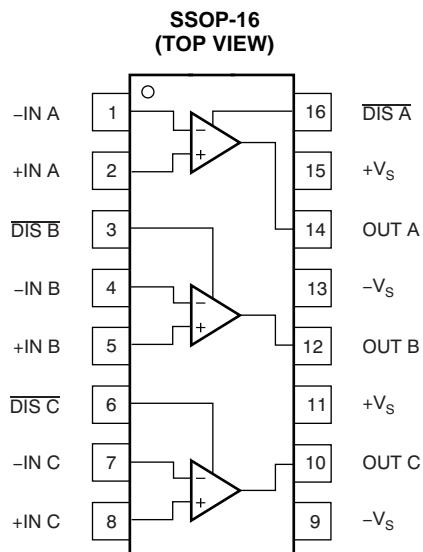 SSOP-16
(TOP VIEW)
−IN A 1 16 DIS A
+IN A 2 15 +VS
DIS B 3 14 OUT A
−IN B 4 13 −VS
+IN B 5 12 OUT B
DIS C 6 11 +VS
−IN C 7 10 OUT C
+IN C 8 9 −VS
−
+
−
+
−
+